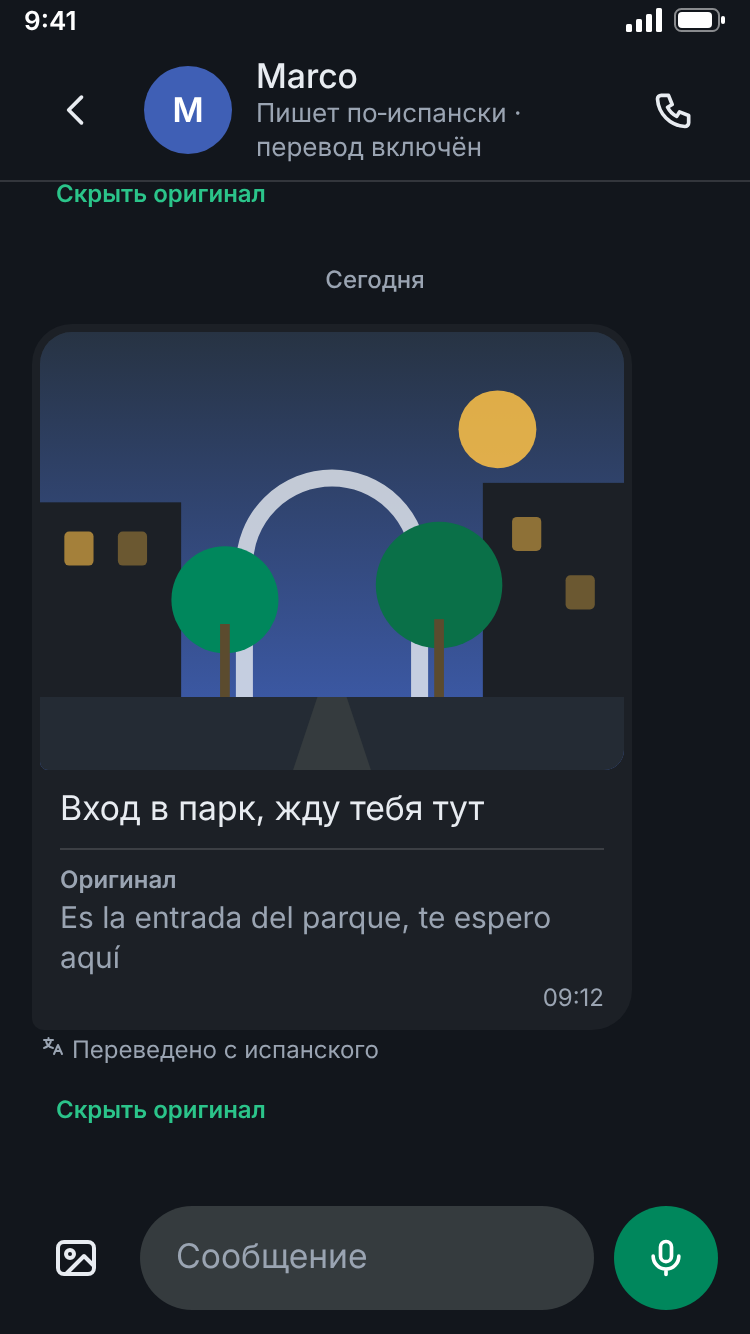 9:41
M
Marco
Пишет по-испански ·
перевод включён
Скрыть оригинал
Сегодня
Вход в парк, жду тебя тут
Оригинал
Es la entrada del parque, te espero
aquí
09:12
Переведено с испанского
Скрыть оригинал
Сообщение